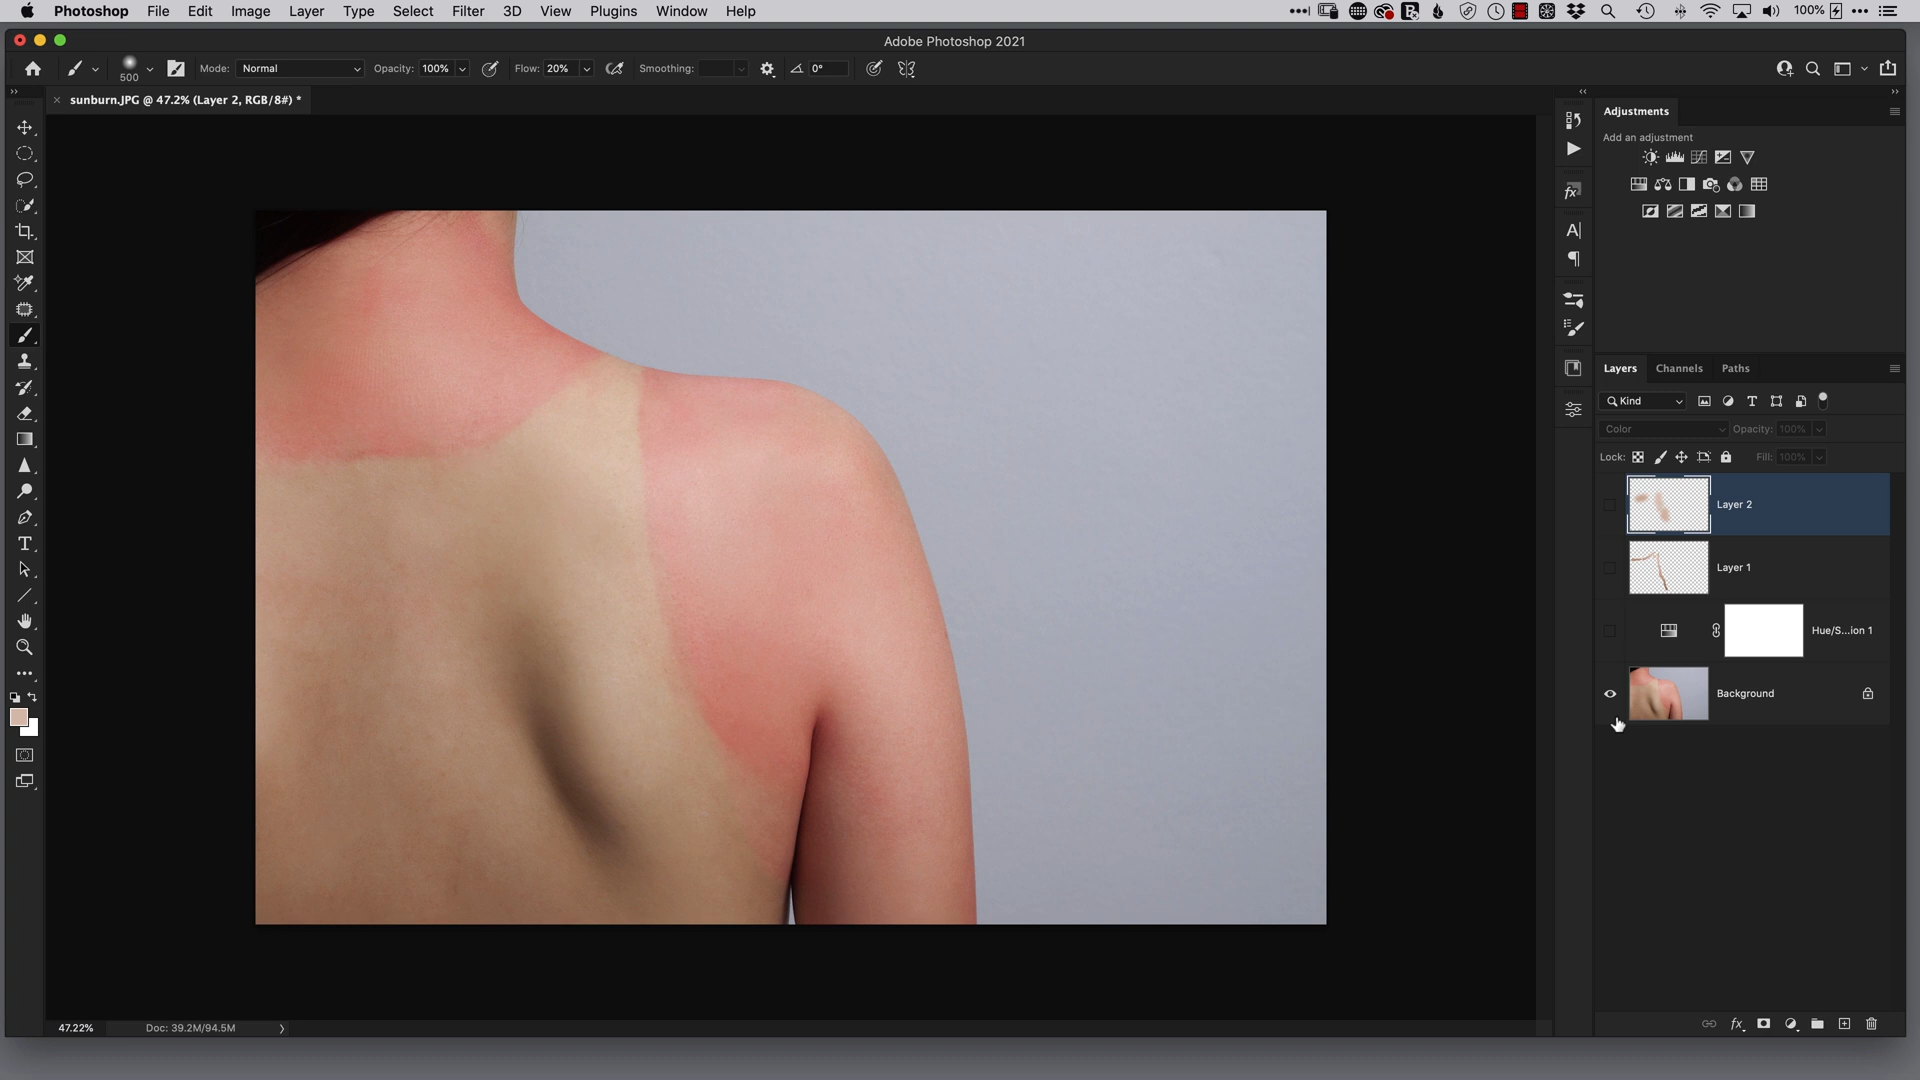 Photoshop File Edit Image Layer Type Select Filter 3D View Plugins Window Help 100%
Adobe Photoshop 2021
500 Mode: Normal Opacity: 100% Flow: 20% Smoothing: 0°
sunburn.JPG @ 47.2% (Layer 2, RGB/8#) *
Adjustments
Add an adjustment
Layers Channels Paths
Kind
Color Opacity: 100%
Lock: Fill: 100%
Layer 2
Layer 1
Hue/S...ion 1
Background
47.22% Doc: 39.2M/94.5M